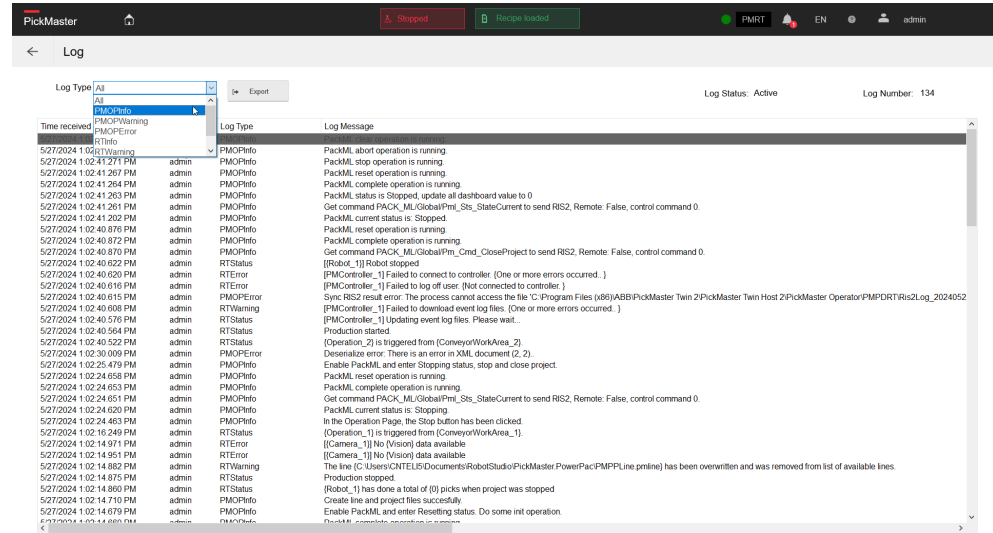 PickMaster Stopped Recipe loaded PMRT 1 EN admin
Log
Log Type All Export Log Status: Active Log Number: 134
All
PMOPInfo
PMOPWarning
PMOPError
RTInfo
RTWarning
Time received Log Type Log Message
PackML clear operation is running.
5/27/2024 1:02 PMOPInfo PackML abort operation is running.
5/27/2024 1:02:41.271 PM admin PMOPInfo PackML stop operation is running.
5/27/2024 1:02:41.267 PM admin PMOPInfo PackML reset operation is running.
5/27/2024 1:02:41.264 PM admin PMOPInfo PackML complete operation is running.
5/27/2024 1:02:41.263 PM admin PMOPInfo PackML status is Stopped, update all dashboard value to 0
5/27/2024 1:02:41.261 PM admin PMOPInfo Get command PACK_ML/Global/Pml_Sts_StateCurrent to send RIS2, Remote: False, control command 0.
5/27/2024 1:02:41.202 PM admin PMOPInfo PackML current status is: Stopped.
5/27/2024 1:02:40.876 PM admin PMOPInfo PackML reset operation is running.
5/27/2024 1:02:40.872 PM admin PMOPInfo PackML complete operation is running.
5/27/2024 1:02:40.870 PM admin PMOPInfo Get command PACK_ML/Global/Pm_Cmd_CloseProject to send RIS2, Remote: False, control command 0.
5/27/2024 1:02:40.622 PM admin RTStatus [{Robot_1}] Robot stopped
5/27/2024 1:02:40.620 PM admin RTError [PMController_1] Failed to connect to controller. {One or more errors occurred.. }
5/27/2024 1:02:40.616 PM admin RTError [PMController_1] Failed to log off user. {Not connected to controller. }
5/27/2024 1:02:40.615 PM admin PMOPError Sync RIS2 result error: The process cannot access the file 'C:\Program Files (x86)\ABB\PickMaster Twin 2\PickMaster Twin Host 2\PickMaster Operator\PMPDRT\Ris2Log_2024052
5/27/2024 1:02:40.608 PM admin RTWarning [PMController_1] Failed to download event log files. {One or more errors occurred.. }
5/27/2024 1:02:40.576 PM admin RTStatus [PMController_1] Updating event log files. Please wait...
5/27/2024 1:02:40.564 PM admin RTStatus Production started.
5/27/2024 1:02:40.522 PM admin RTStatus {Operation_2} is triggered from {ConveyorWorkArea_2}.
5/27/2024 1:02:30.009 PM admin PMOPError Deserialize error: There is an error in XML document (2, 2)..
5/27/2024 1:02:25.479 PM admin PMOPInfo Enable PackML and enter Stopping status, stop and close project.
5/27/2024 1:02:24.658 PM admin PMOPInfo PackML reset operation is running.
5/27/2024 1:02:24.653 PM admin PMOPInfo PackML complete operation is running.
5/27/2024 1:02:24.651 PM admin PMOPInfo Get command PACK_ML/Global/Pml_Sts_StateCurrent to send RIS2, Remote: False, control command 0.
5/27/2024 1:02:24.620 PM admin PMOPInfo PackML current status is: Stopping.
5/27/2024 1:02:24.463 PM admin PMOPInfo In the Operation Page, the Stop button has been clicked.
5/27/2024 1:02:16.249 PM admin RTStatus {Operation_1} is triggered from {ConveyorWorkArea_1}.
5/27/2024 1:02:14.971 PM admin RTError [{Camera_1}] No {Vision} data available
5/27/2024 1:02:14.951 PM admin RTError [{Camera_1}] No {Vision} data available
5/27/2024 1:02:14.882 PM admin RTWarning The line {C:\Users\CNTELI5\Documents\RobotStudio\PickMaster.PowerPac\PMPPLine.pmline} has been overwritten and was removed from list of available lines.
5/27/2024 1:02:14.875 PM admin RTStatus Production stopped.
5/27/2024 1:02:14.860 PM admin RTStatus {Robot_1} has done a total of {0} picks when project was stopped
5/27/2024 1:02:14.710 PM admin PMOPInfo Create line and project files succesfully.
5/27/2024 1:02:14.679 PM admin PMOPInfo Enable PackML and enter Resetting status. Do some init operation.
5/27/2024 1:02:14.660 PM admin PMOPInfo PackML complete operation is running.